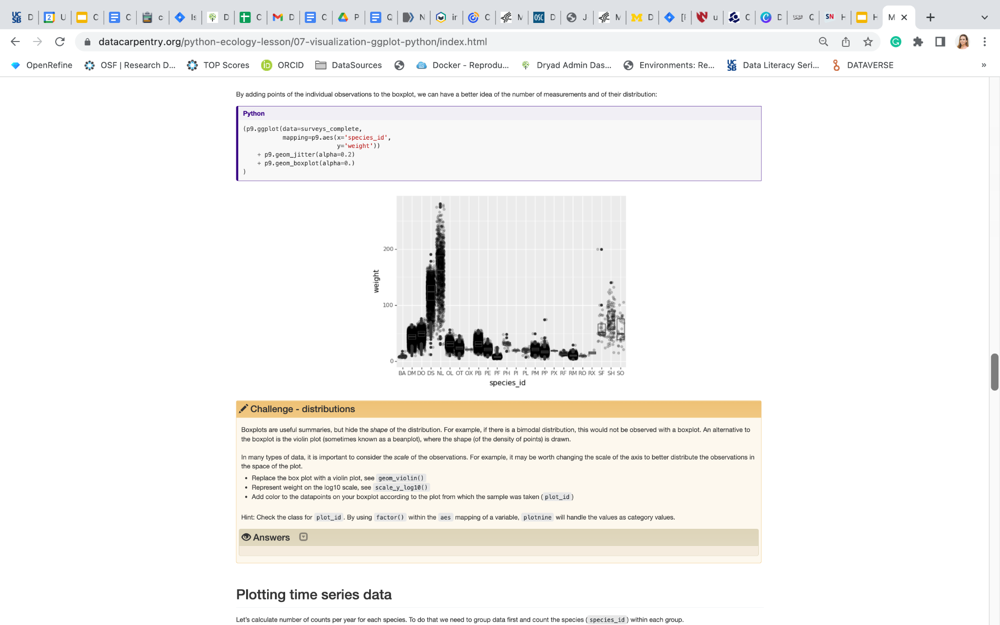 D U C C c Is D C D C P Q N ir C M D J M D [F u C D C H H M
datacarpentry.org/python-ecology-lesson/07-visualization-ggplot-python/index.html
OpenRefine OSF | Research D... TOP Scores ORCID DataSources Docker - Reprodu... Dryad Admin Das... Environments: Re... UC SB Data Literacy Seri... DATAVERSE »
By adding points of the individual observations to the boxplot, we can have a better idea of the number of measurements and of their distribution:
Python
(p9.ggplot(data=surveys_complete,
mapping=p9.aes(x='species_id',
y='weight'))
+ p9.geom_jitter(alpha=0.2)
+ p9.geom_boxplot(alpha=0.)
)
200
weight
100
0
BA DM DO DS NL OL OT OX PB PE PF PH PI PL PM PP PX RF RM RO RX SF SH SO
species_id
Challenge - distributions
Boxplots are useful summaries, but hide the shape of the distribution. For example, if there is a bimodal distribution, this would not be observed with a boxplot. An alternative to
the boxplot is the violin plot (sometimes known as a beanplot), where the shape (of the density of points) is drawn.
In many types of data, it is important to consider the scale of the observations. For example, it may be worth changing the scale of the axis to better distribute the observations in
the space of the plot.
• Replace the box plot with a violin plot, see geom_violin()
• Represent weight on the log10 scale, see scale_y_log10()
• Add color to the datapoints on your boxplot according to the plot from which the sample was taken ( plot_id )
Hint: Check the class for plot_id . By using factor() within the aes mapping of a variable, plotnine will handle the values as category values.
Answers
Plotting time series data
Let's calculate number of counts per year for each species. To do that we need to group data first and count the species ( species_id ) within each group.